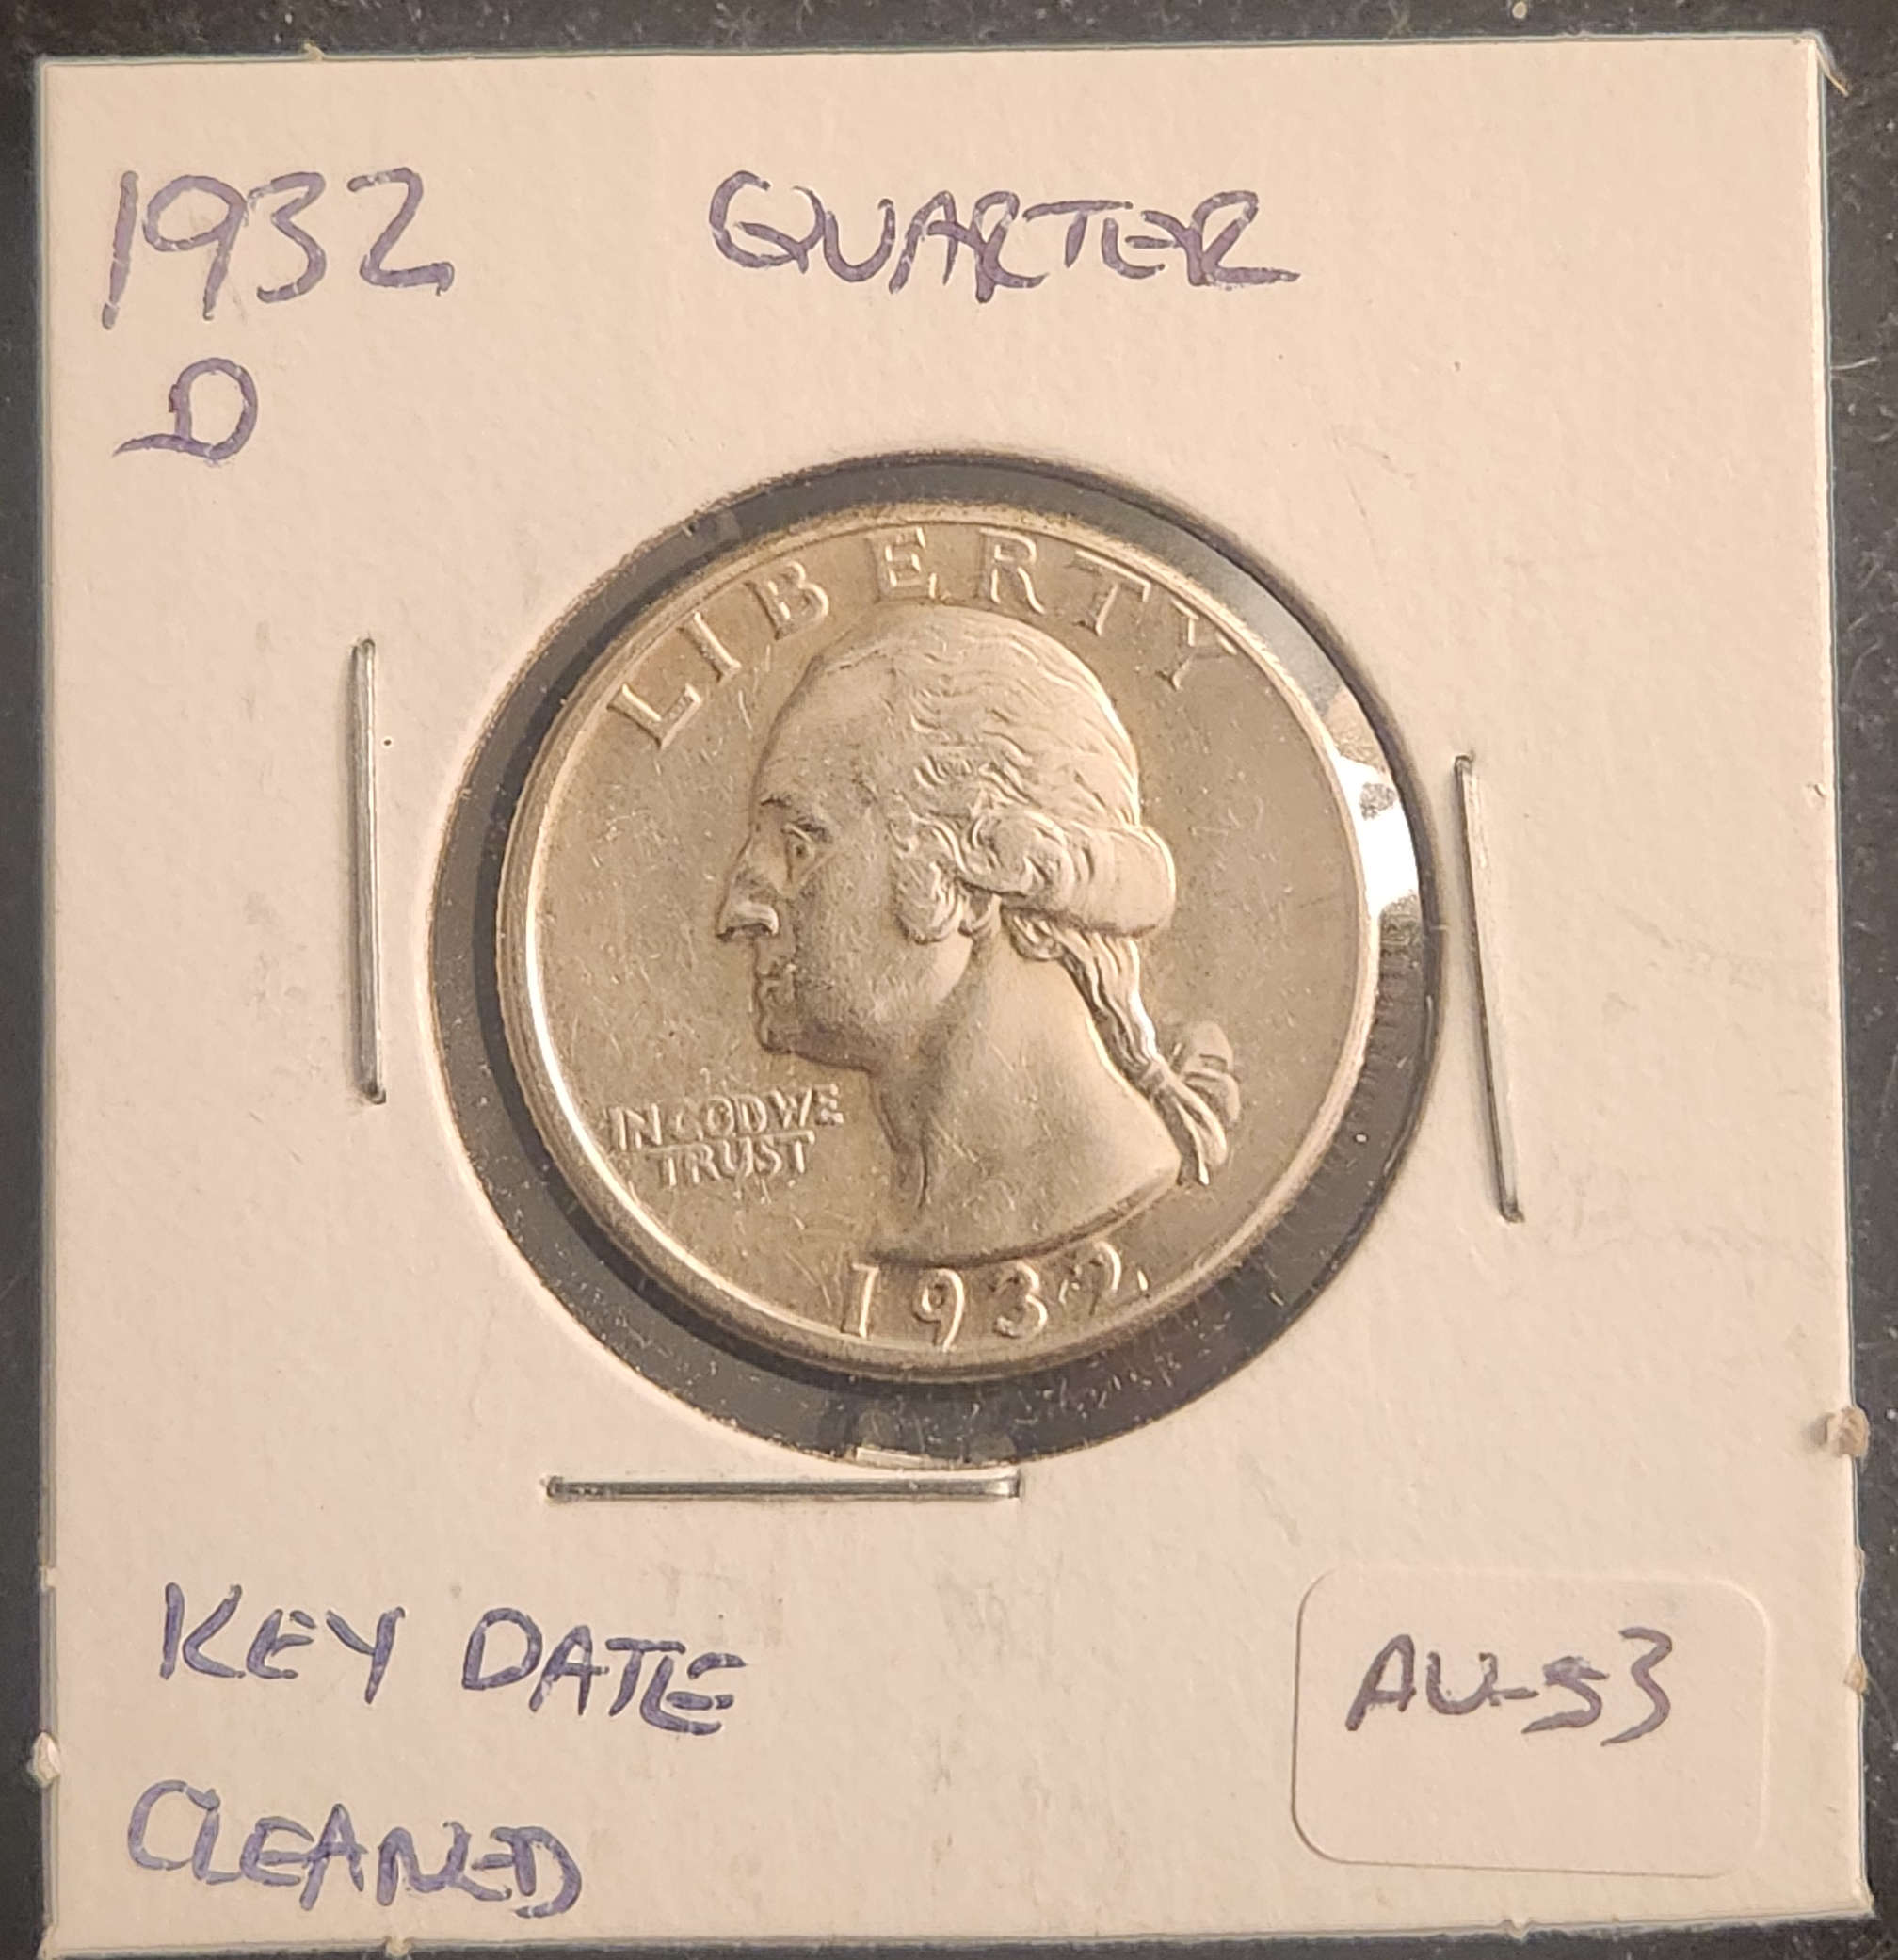 1932 QUARTER
D
LIBERTY
IN GOD WE
TRUST
1932
KEY DATE
AU-53
CLEANED